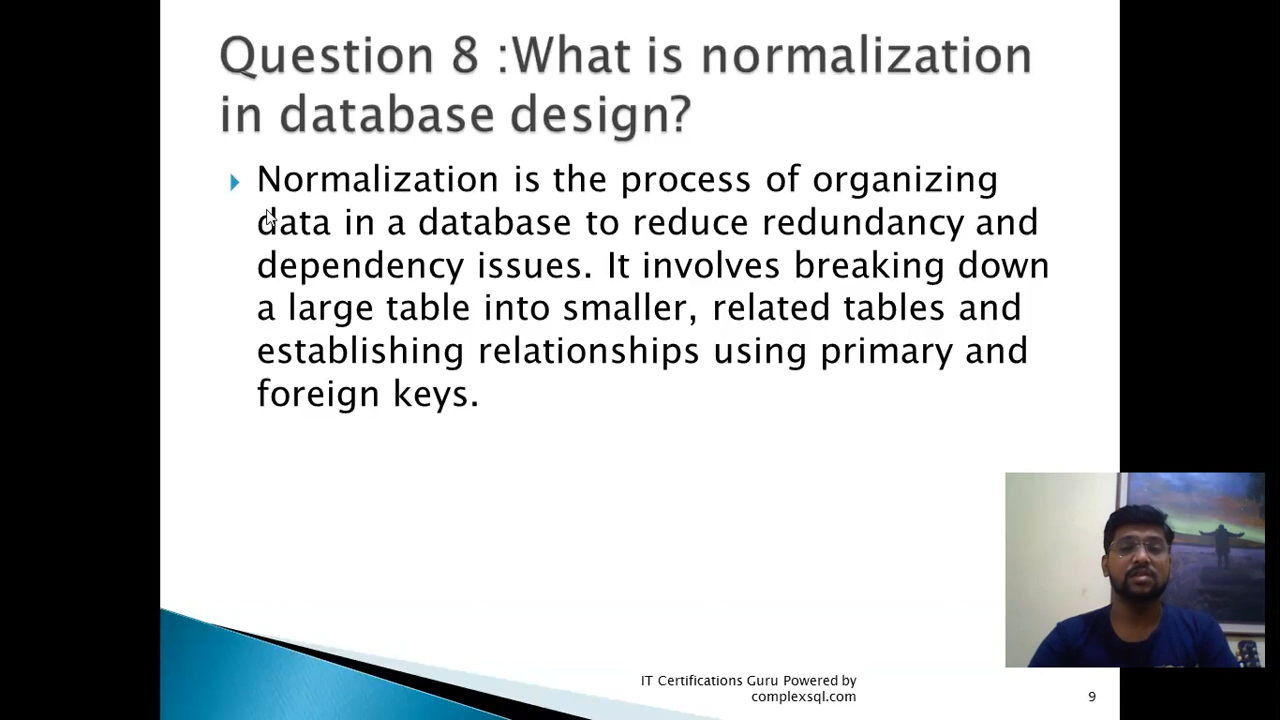 Question 8 :What is normalization
in database design?
Normalization is the process of organizing
data in a database to reduce redundancy and
dependency issues. It involves breaking down
a large table into smaller, related tables and
establishing relationships using primary and
foreign keys.
IT Certifications Guru Powered by
complexsql.com
9